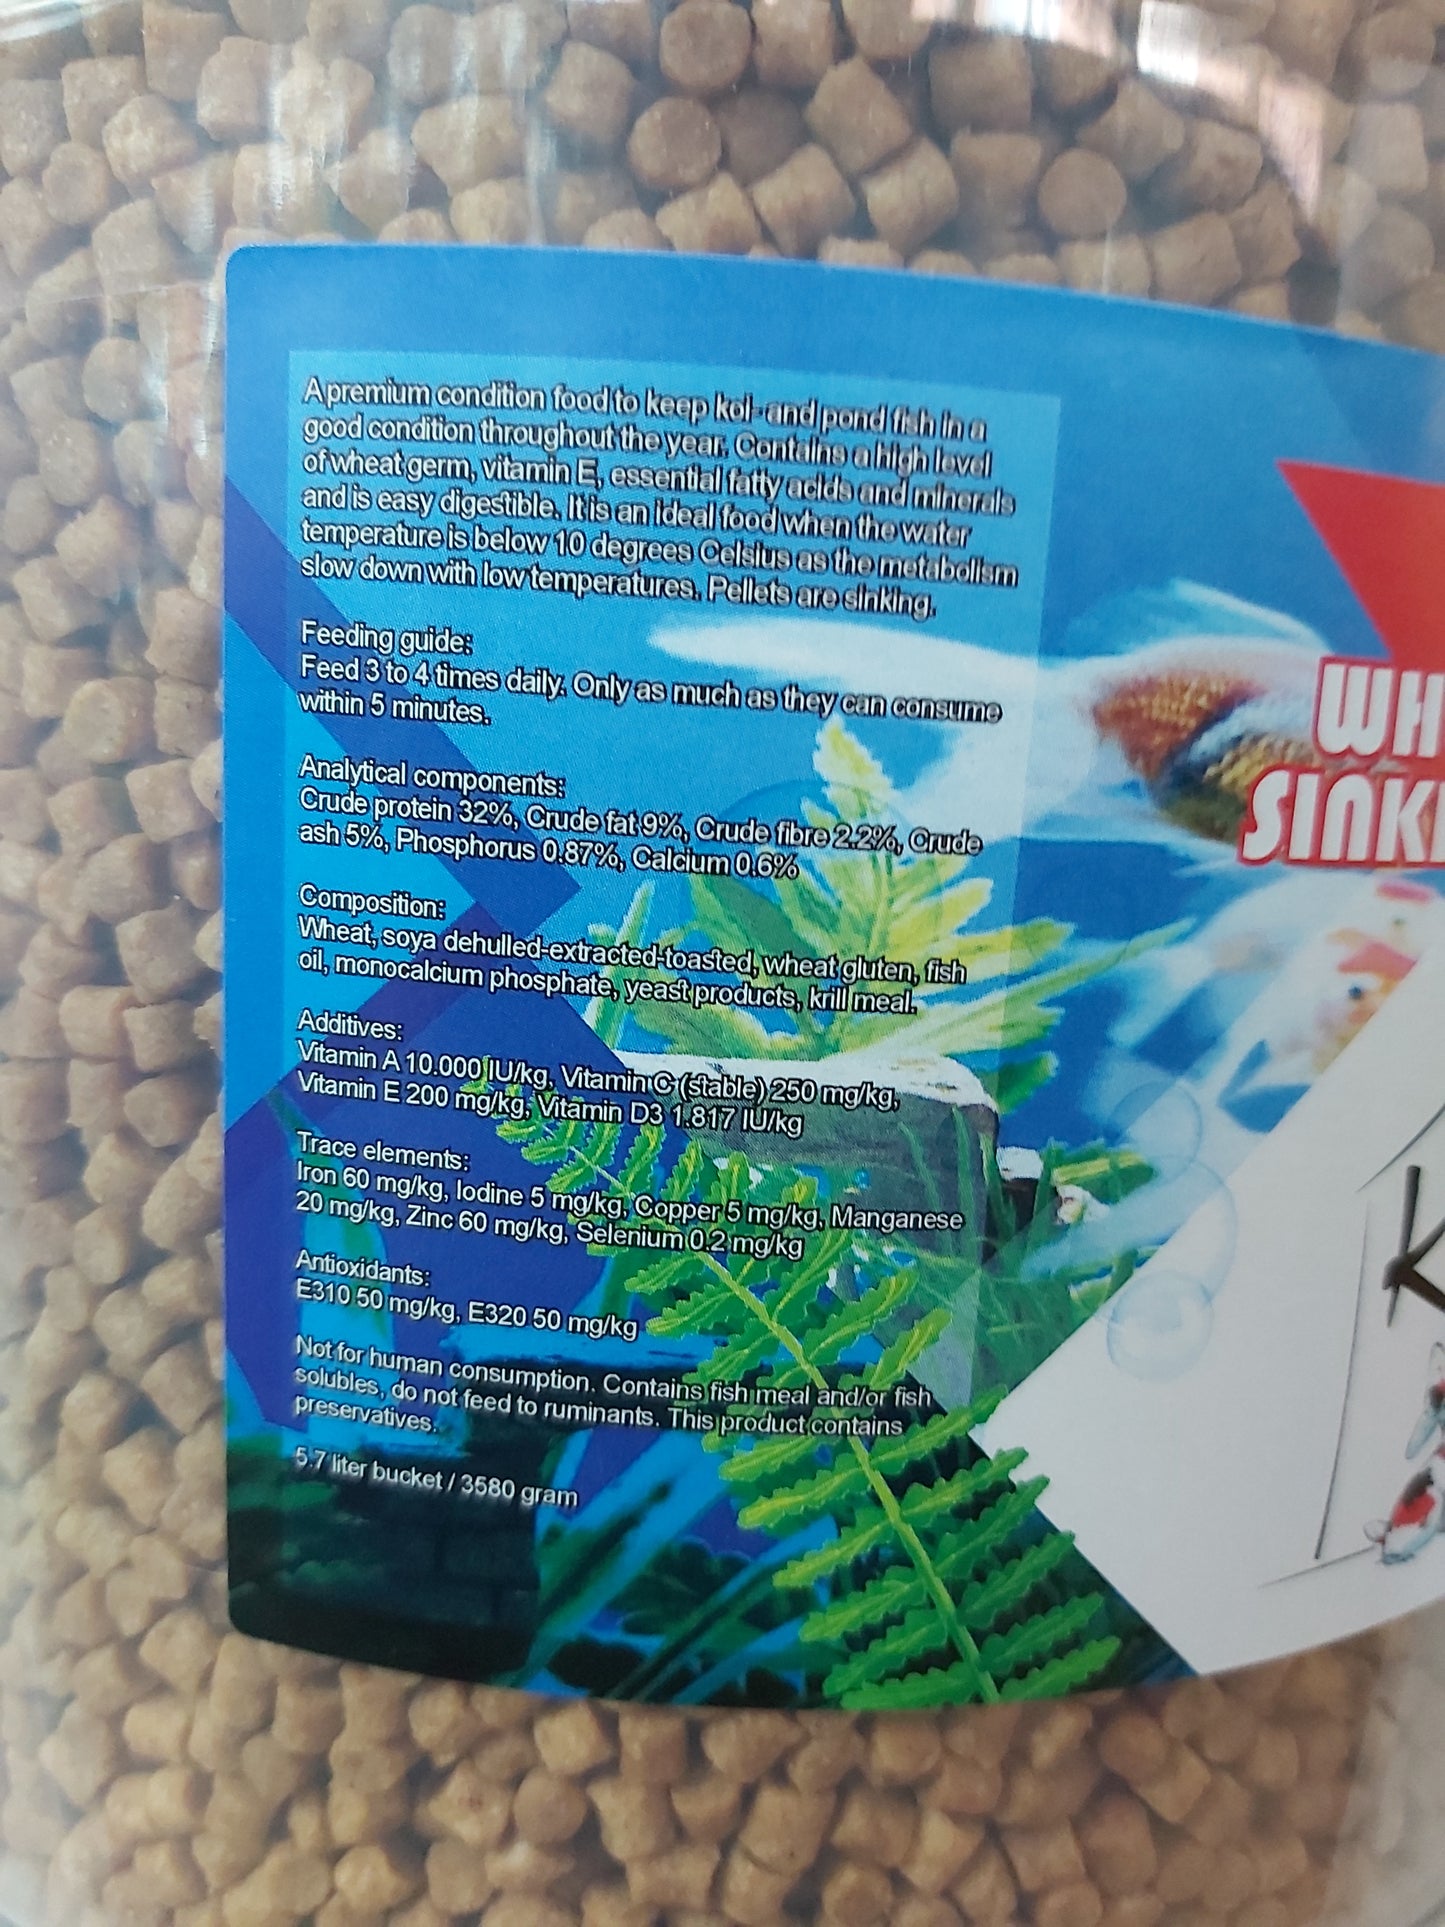 A premium condition food to keep koi- and pond fish in a
good condition throughout the year. Contains a high level
of wheat germ, vitamin E, essential fatty acids and minerals
and is easy digestible. It is an ideal food when the water
temperature is below 10 degrees Celsius as the metabolism
slow down with low temperatures. Pellets are sinking.
Feeding guide:
Feed 3 to 4 times daily. Only as much as they can consume
within 5 minutes.
Analytical components:
Crude protein 32%, Crude fat 9%, Crude fibre 2.2%, Crude
ash 5%, Phosphorus 0.87%, Calcium 0.6%
Composition:
Wheat, soya dehulled-extracted-toasted, wheat gluten, fish
oil, monocalcium phosphate, yeast products, krill meal.
Additives:
Vitamin A 10.000 IU/kg, Vitamin C (stable) 250 mg/kg,
Vitamin E 200 mg/kg, Vitamin D3 1.817 IU/kg
Trace elements:
Iron 60 mg/kg, Iodine 5 mg/kg, Copper 5 mg/kg, Manganese
20 mg/kg, Zinc 60 mg/kg, Selenium 0.2 mg/kg
Antioxidants:
E310 50 mg/kg, E320 50 mg/kg
Not for human consumption. Contains fish meal and/or fish
solubles, do not feed to ruminants. This product contains
preservatives.
5.7 liter bucket / 3580 gram
WH
SINK
K